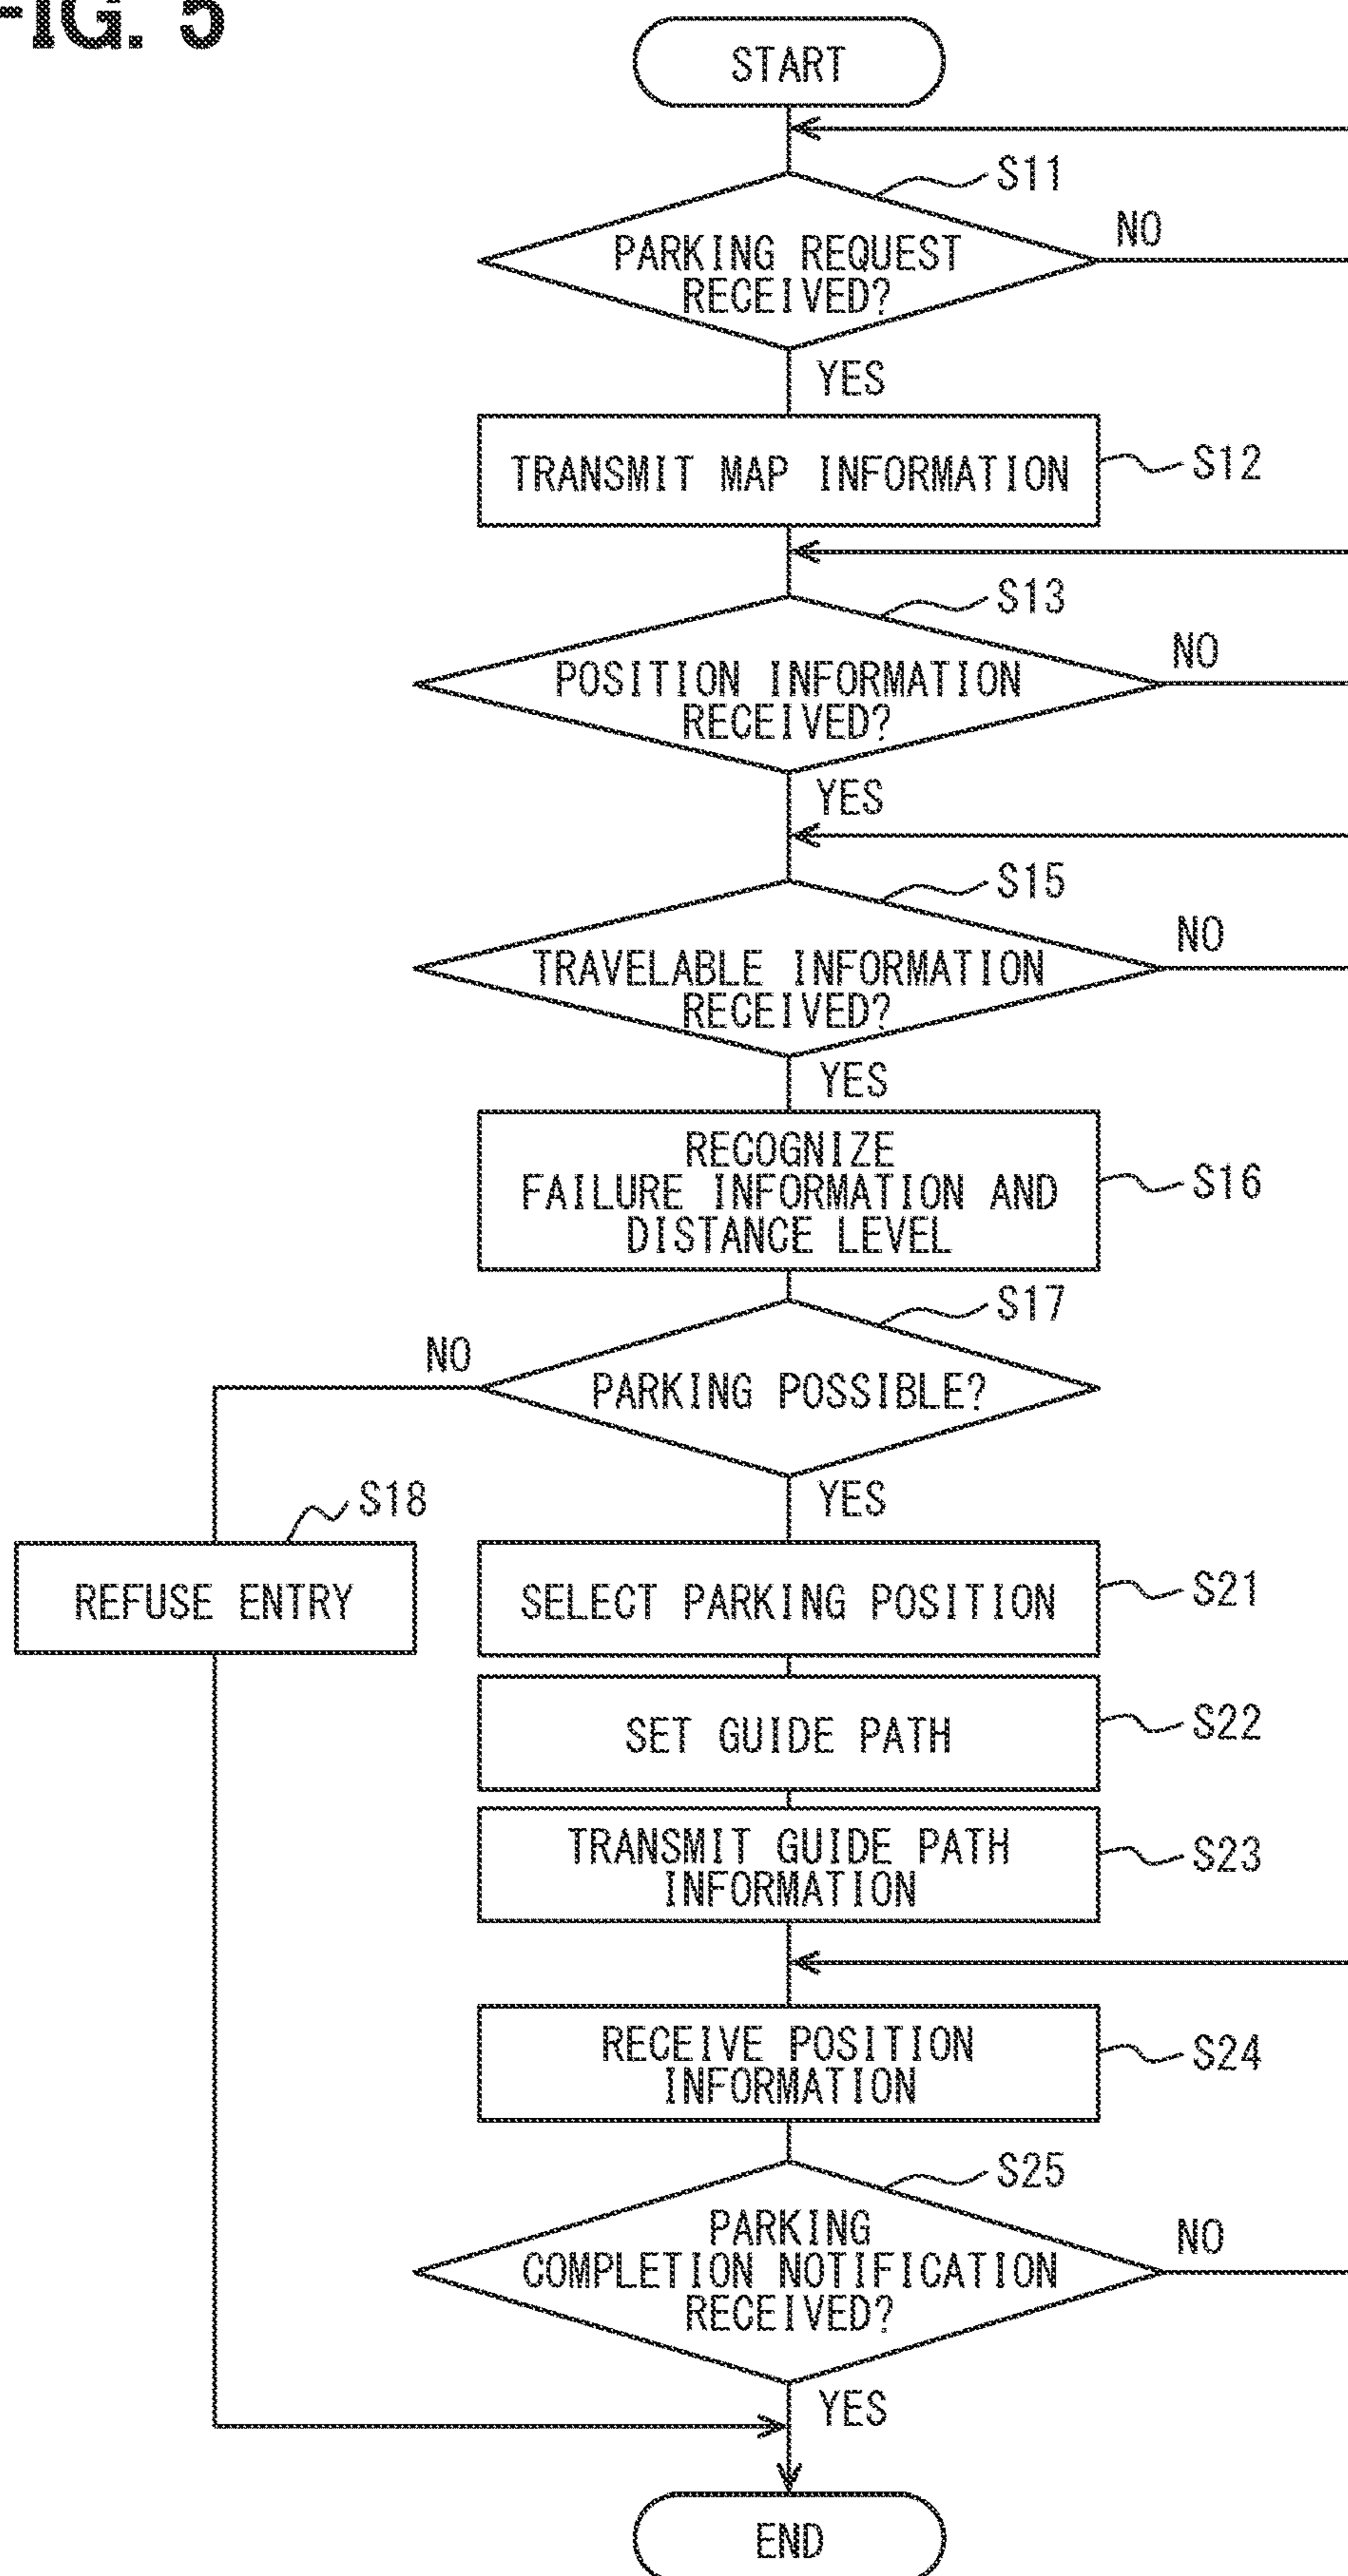 FIG. 5
START
S11
PARKING REQUEST
RECEIVED?
NO
YES
TRANSMIT MAP INFORMATION
S12
S13
POSITION INFORMATION
RECEIVED?
NO
YES
S15
TRAVELABLE INFORMATION
RECEIVED?
NO
YES
RECOGNIZE
FAILURE INFORMATION AND
DISTANCE LEVEL
S16
S17
NO
PARKING POSSIBLE?
YES
S18
REFUSE ENTRY
SELECT PARKING POSITION
S21
SET GUIDE PATH
S22
TRANSMIT GUIDE PATH
INFORMATION
S23
RECEIVE POSITION
INFORMATION
S24
S25
PARKING
COMPLETION NOTIFICATION
RECEIVED?
NO
YES
END